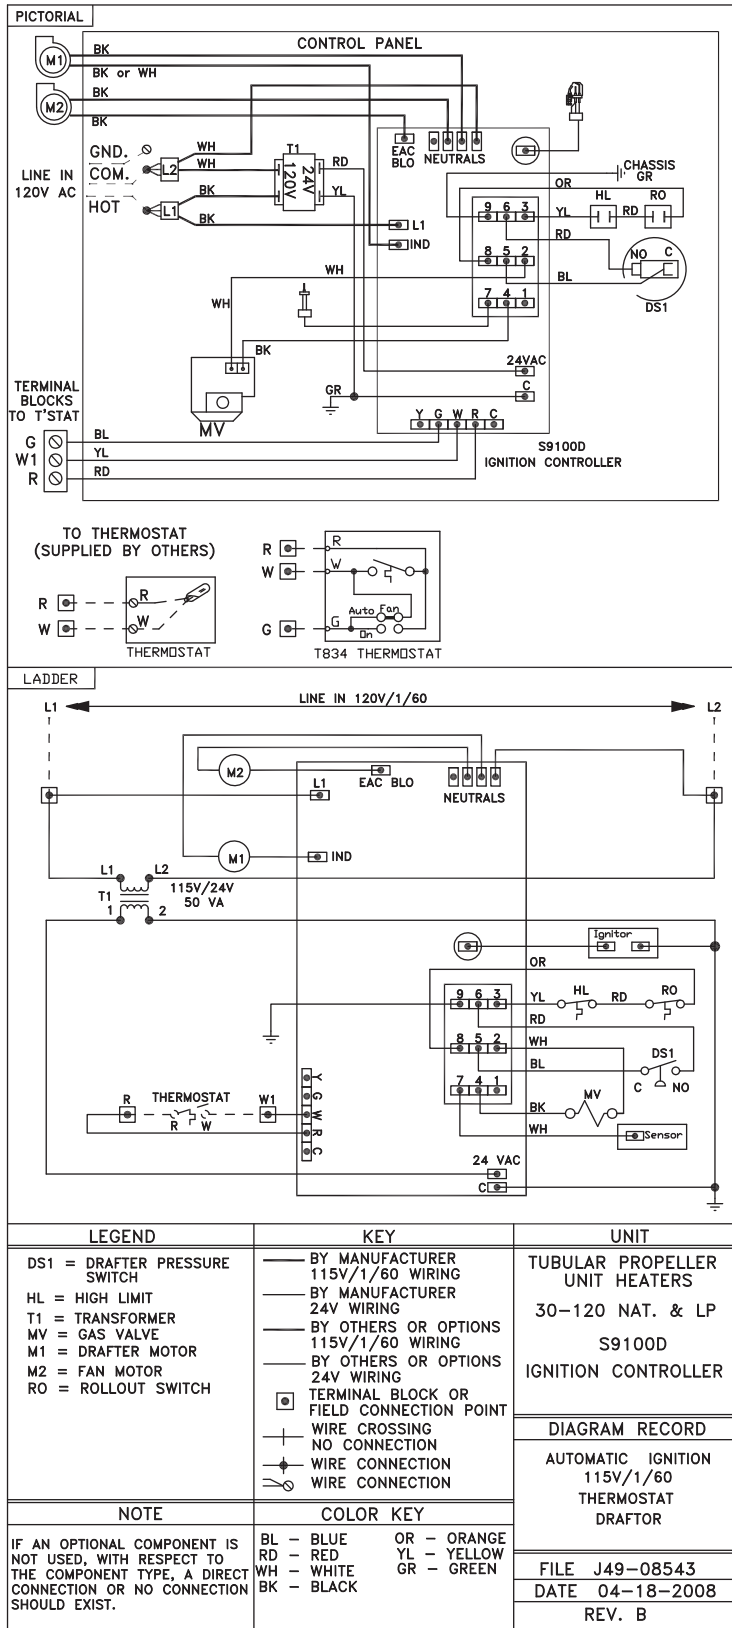 PICTORIAL
CONTROL PANEL
M1
BK
BK or WH
M2
BK
BK
GND.
COM.
LINE IN
120V AC
HOT
L2
L1
WH
WH
BK
BK
T1
120V
24V
RD
YL
EAC
BLO
NEUTRALS
CHASSIS
GR
OR
HL
RO
9 6 3
YL
RD
RD
L1
IND
8 5 2
NO C
BL
DS1
WH
WH
7 4 1
BK
MV
24VAC
GR
C
TERMINAL
BLOCKS
TO T'STAT
Y G W R C
G
BL
W1
YL
R
RD
S9100D
IGNITION CONTROLLER
TO THERMOSTAT
(SUPPLIED BY OTHERS)
R
R
W
W
THERMOSTAT
R
R
W
W
Auto Fan
G
G
On
T834 THERMOSTAT
LADDER
L1
LINE IN 120V/1/60
L2
M2
EAC BLO
NEUTRALS
L1
M1
IND
L1
L2
T1
115V/24V
50 VA
1
2
Ignitor
OR
9 6 3
YL
HL
RD
RO
RD
8 5 2
WH
BL
DS1
C
NO
7 4 1
MV
BK
WH
Sensor
Y
G
W
R
C
R
THERMOSTAT
W1
R
W
24 VAC
C
LEGEND
DS1 = DRAFTER PRESSURE
SWITCH
HL = HIGH LIMIT
T1 = TRANSFORMER
MV = GAS VALVE
M1 = DRAFTER MOTOR
M2 = FAN MOTOR
RO = ROLLOUT SWITCH
KEY
BY MANUFACTURER
115V/1/60 WIRING
BY MANUFACTURER
24V WIRING
BY OTHERS OR OPTIONS
115V/1/60 WIRING
BY OTHERS OR OPTIONS
24V WIRING
TERMINAL BLOCK OR
FIELD CONNECTION POINT
WIRE CROSSING
NO CONNECTION
WIRE CONNECTION
WIRE CONNECTION
UNIT
TUBULAR PROPELLER
UNIT HEATERS
30-120 NAT. & LP
S9100D
IGNITION CONTROLLER
DIAGRAM RECORD
AUTOMATIC IGNITION
115V/1/60
THERMOSTAT
DRAFTOR
NOTE
IF AN OPTIONAL COMPONENT IS
NOT USED, WITH RESPECT TO
THE COMPONENT TYPE, A DIRECT
CONNECTION OR NO CONNECTION
SHOULD EXIST.
COLOR KEY
BL - BLUE OR - ORANGE
RD - RED YL - YELLOW
WH - WHITE GR - GREEN
BK - BLACK
FILE J49-08543
DATE 04-18-2008
REV. B